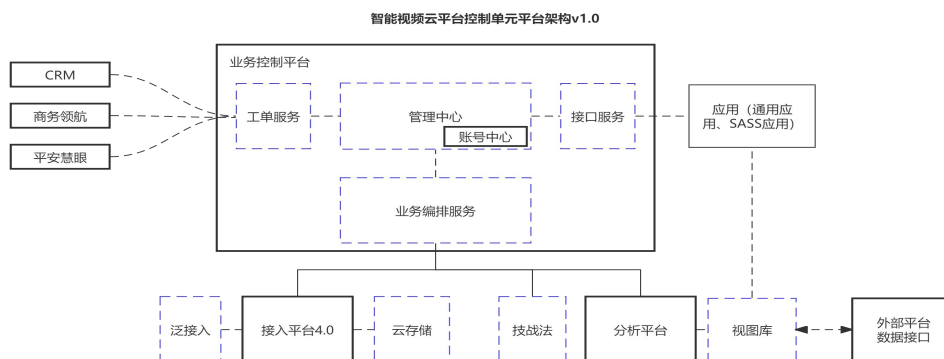 智能视频云平台控制单元平台架构v1.0
业务控制平台
CRM
商务领航
平安慧眼
工单服务
管理中心
账号中心
接口服务
应用（通用应
用、SASS应用）
业务编排服务
泛接入
接入平台4.0
云存储
技战法
分析平台
视图库
外部平台
数据接口